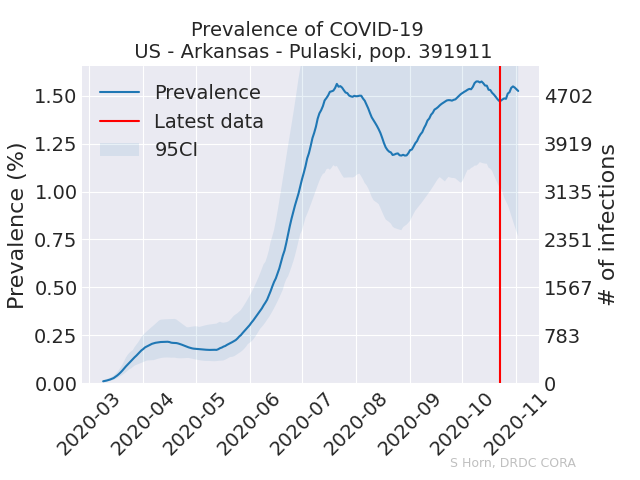 Prevalence of COVID-19
US - Arkansas - Pulaski, pop. 391911
Prevalence
Latest data
95CI
Prevalence (%)
1.50
1.25
1.00
0.75
0.50
0.25
0.00
4702
3919
3135
2351
1567
783
0
# of infections
2020-03
2020-04
2020-05
2020-06
2020-07
2020-08
2020-09
2020-10
2020-11
S Horn, DRDC CORA